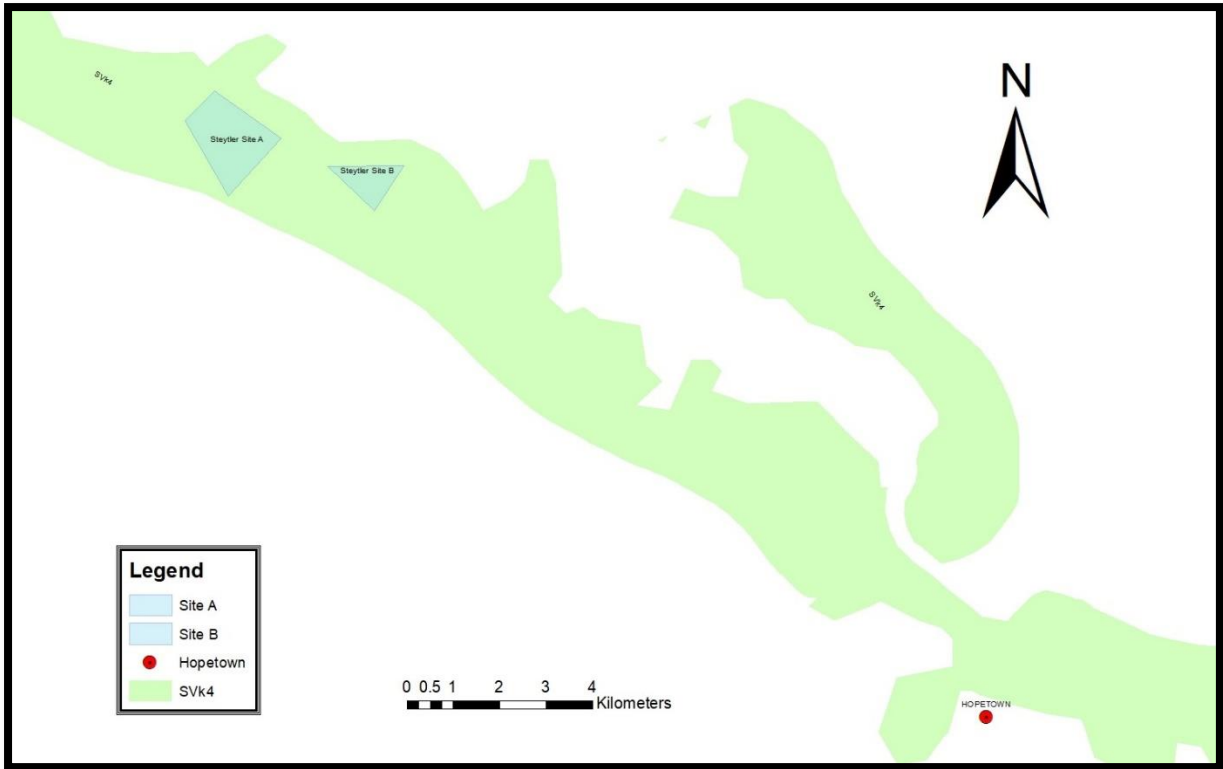 N
SVk4
Steytler Site A
Steytler Site B
SVk4
Legend
Site A
Site B
Hopetown
SVk4
0 0.5 1 2 3 4
Kilometers
HOPETOWN